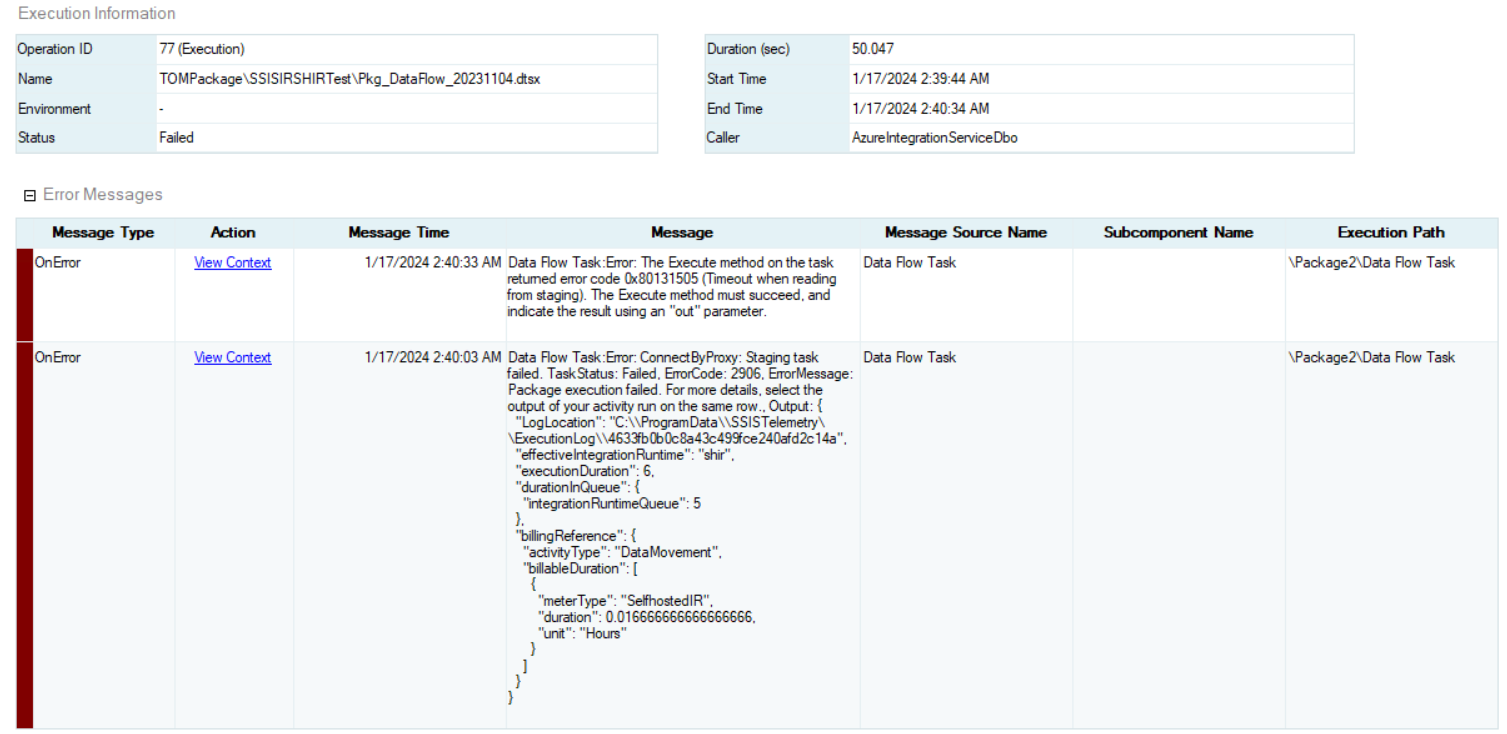 Execution Information
Operation ID 77 (Execution) Duration (sec) 50.047
Name TOMPackage\SSISIRSHIRTest\Pkg_DataFlow_20231104.dtsx Start Time 1/17/2024 2:39:44 AM
Environment - End Time 1/17/2024 2:40:34 AM
Status Failed Caller AzureIntegrationServiceDbo
Error Messages
Message Type Action Message Time Message Message Source Name Subcomponent Name Execution Path
OnError View Context 1/17/2024 2:40:33 AM Data Flow Task:Error: The Execute method on the task Data Flow Task \Package2\Data Flow Task
returned error code 0x80131505 (Timeout when reading
from staging). The Execute method must succeed, and
indicate the result using an "out" parameter.
OnError View Context 1/17/2024 2:40:03 AM Data Flow Task:Error: ConnectByProxy: Staging task Data Flow Task \Package2\Data Flow Task
failed. TaskStatus: Failed, ErrorCode: 2906, ErrorMessage:
Package execution failed. For more details, select the
output of your activity run on the same row., Output: {
"LogLocation": "C:\\ProgramData\\SSISTelemetry\
\ExecutionLog\\4633fb0b0c8a43c499fce240afd2c14a",
"effectiveIntegrationRuntime": "shir",
"executionDuration": 6,
"durationInQueue": {
"integrationRuntimeQueue": 5
},
"billingReference": {
"activityType": "DataMovement",
"billableDuration": [
{
"meterType": "SelfhostedIR",
"duration": 0.016666666666666666,
"unit": "Hours"
}
]
}
}